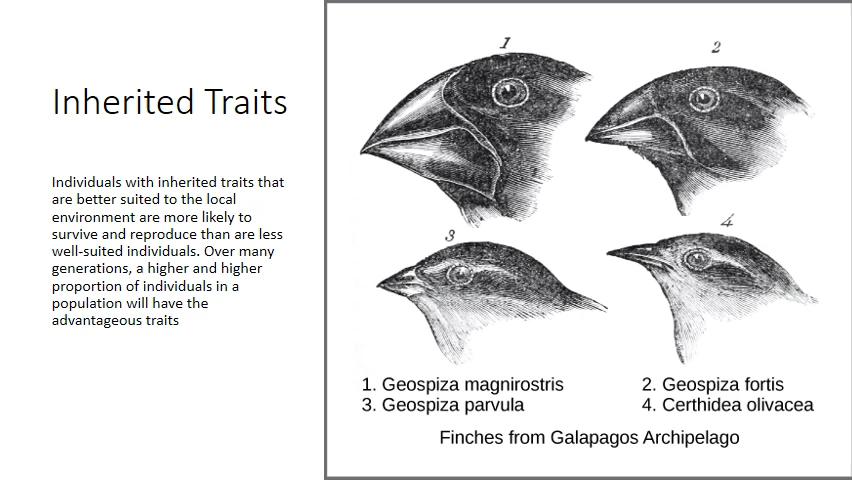 Inherited Traits
Individuals with inherited traits that
are better suited to the local
environment are more likely to
survive and reproduce than are less
well-suited individuals. Over many
generations, a higher and higher
proportion of individuals in a
population will have the
advantageous traits
1
2
3
4
1. Geospiza magnirostris
2. Geospiza fortis
3. Geospiza parvula
4. Certhidea olivacea
Finches from Galapagos Archipelago